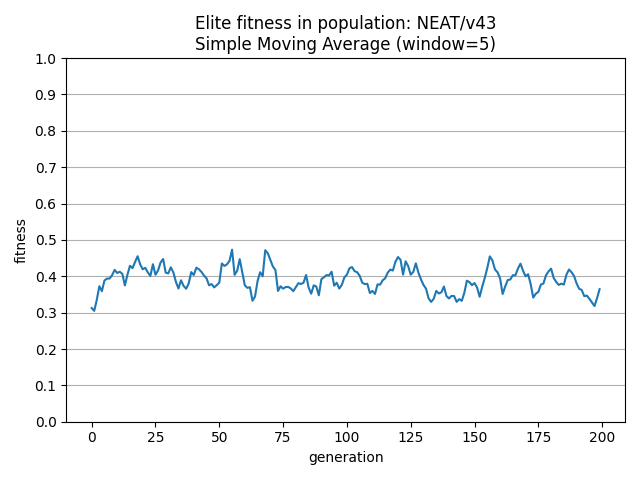 Elite fitness in population: NEAT/v43
Simple Moving Average (window=5)
1.0
0.9
0.8
0.7
0.6
0.5
0.4
0.3
0.2
0.1
0.0
fitness
0 25 50 75 100 125 150 175 200
generation